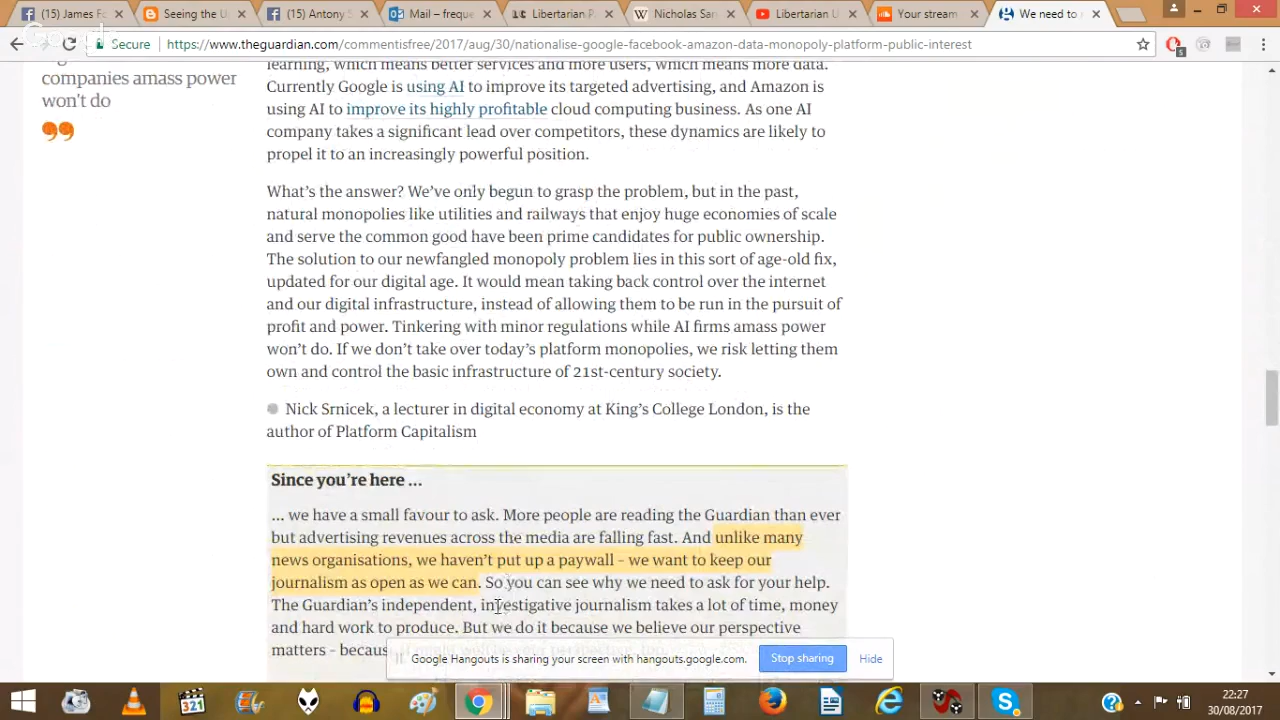 (15) James Fa
Seeing the U
(15) Antony S
Mail – freque
Libertarian P
Nicholas Sar
Libertarian U
Your stream
We need to
Secure
https://www.theguardian.com/commentisfree/2017/aug/30/nationalise-google-facebook-amazon-data-monopoly-platform-public-interest
5
companies amass power
won't do
learning, which means better services and more users, which means more data.
Currently Google is using AI to improve its targeted advertising, and Amazon is
using AI to improve its highly profitable cloud computing business. As one AI
company takes a significant lead over competitors, these dynamics are likely to
propel it to an increasingly powerful position.
What's the answer? We've only begun to grasp the problem, but in the past,
natural monopolies like utilities and railways that enjoy huge economies of scale
and serve the common good have been prime candidates for public ownership.
The solution to our newfangled monopoly problem lies in this sort of age-old fix,
updated for our digital age. It would mean taking back control over the internet
and our digital infrastructure, instead of allowing them to be run in the pursuit of
profit and power. Tinkering with minor regulations while AI firms amass power
won't do. If we don't take over today's platform monopolies, we risk letting them
own and control the basic infrastructure of 21st-century society.
Nick Srnicek, a lecturer in digital economy at King's College London, is the
author of Platform Capitalism
Since you're here ...
... we have a small favour to ask. More people are reading the Guardian than ever
but advertising revenues across the media are falling fast. And unlike many
news organisations, we haven't put up a paywall – we want to keep our
journalism as open as we can. So you can see why we need to ask for your help.
The Guardian's independent, investigative journalism takes a lot of time, money
and hard work to produce. But we do it because we believe our perspective
matters – becaus
Google Hangouts is sharing your screen with hangouts.google.com.
Stop sharing
Hide
321
22:27
30/08/2017